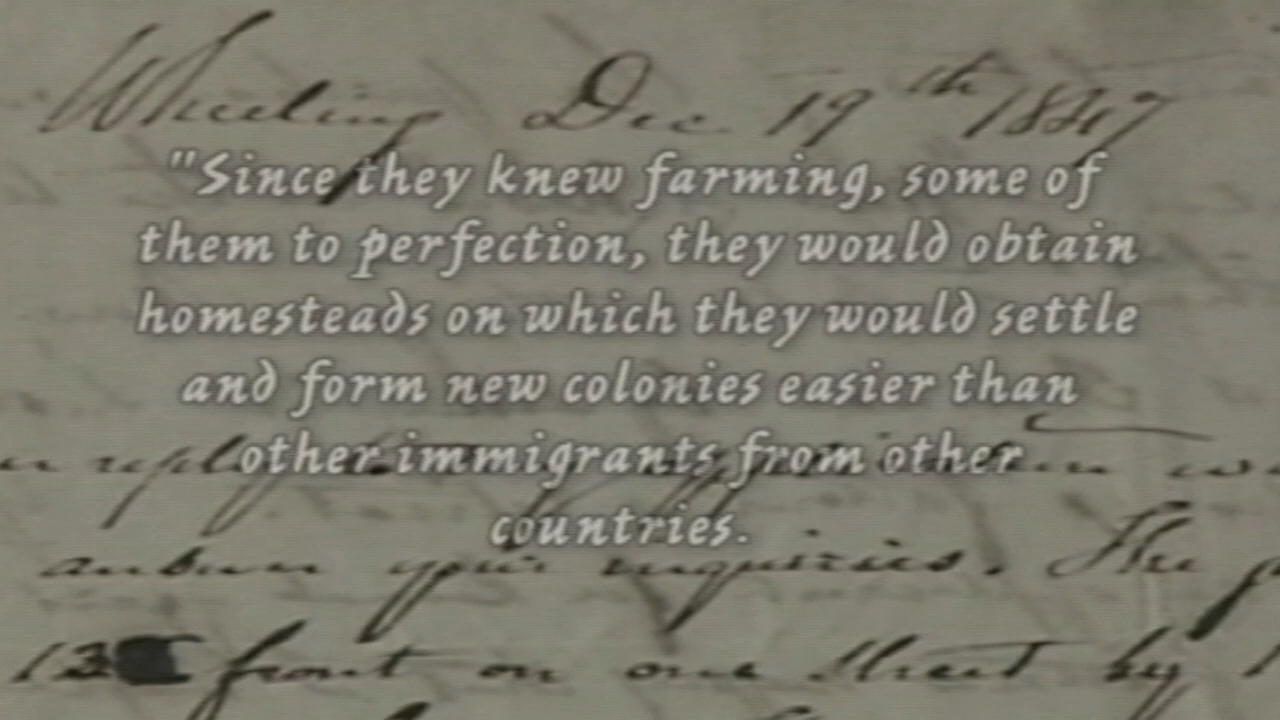 Wheeling Dec. 19th 1847
"Since they knew farming, some of
them to perfection, they would obtain
homesteads on which they would settle
and form new colonies easier than
other immigrants from other
countries.
your inquiries. The
front on one Street by